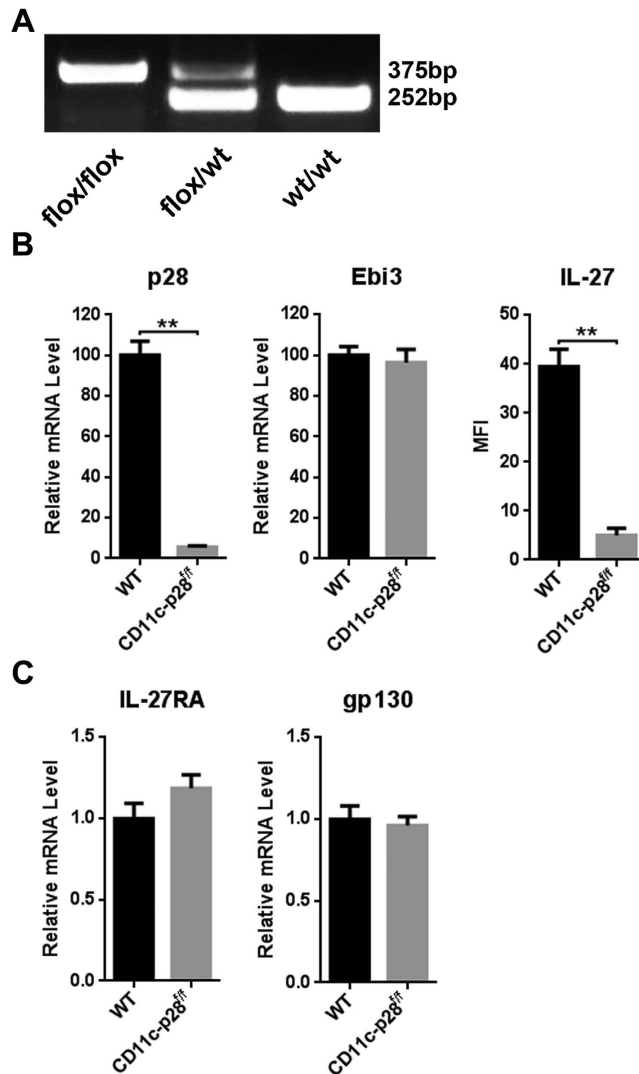 A
375bp
252bp
flox/flox
flox/wt
wt/wt
B
p28
Relative mRNA Level
120
100
80
60
40
20
0
**
WT
CD11c-p28f/f
Ebi3
Relative mRNA Level
120
100
80
60
40
20
0
WT
CD11c-p28f/f
IL-27
MFI
50
40
30
20
10
0
**
WT
CD11c-p28f/f
C
IL-27RA
Relative mRNA Level
1.5
1.0
0.5
0.0
WT
CD11c-p28f/f
gp130
Relative mRNA Level
1.5
1.0
0.5
0.0
WT
CD11c-p28f/f